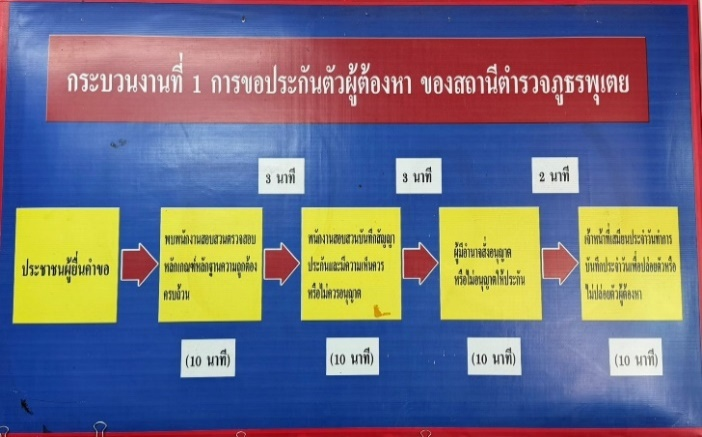 กระบวนงานที่ 1 การขอประกันตัวผู้ต้องหา ของสถานีตำรวจภูธรพุเตย
3 นาที
3 นาที
2 นาที
ประชาชนผู้ยื่นคำขอ
พบพนักงานสอบสวนตรวจสอบ
หลักเกณฑ์หลักฐานความถูกต้อง
ครบถ้วน
พนักงานสอบสวนบันทึกสัญญา
ประกันและมีความเห็นควร
หรือไม่ควรอนุญาต
ผู้มีอำนาจสั่งอนุญาต
หรือไม่อนุญาตให้ประกัน
เจ้าหน้าที่เสมียนประจำวันทำการ
บันทึกประจำวันเพื่อปล่อยตัวหรือ
ไม่ปล่อยตัวผู้ต้องหา
(10 นาที)
(10 นาที)
(10 นาที)
(10 นาที)